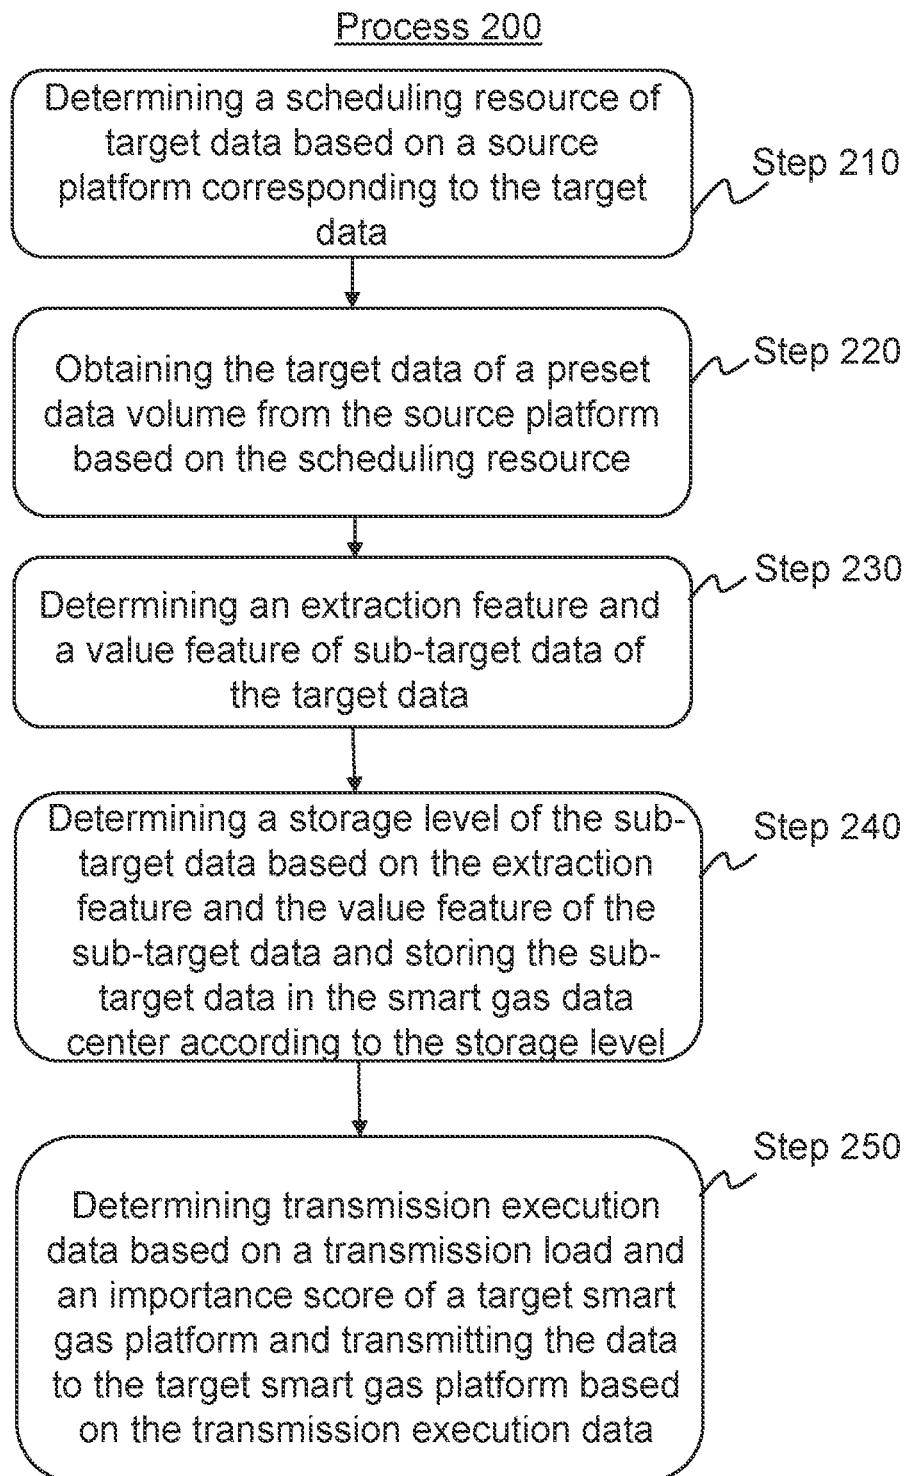 Process 200
Determining a scheduling resource of
target data based on a source
platform corresponding to the target
data
Step 210
Obtaining the target data of a preset
data volume from the source platform
based on the scheduling resource
Step 220
Determining an extraction feature and
a value feature of sub-target data of
the target data
Step 230
Determining a storage level of the sub-
target data based on the extraction
feature and the value feature of the
sub-target data and storing the sub-
target data in the smart gas data
center according to the storage level
Step 240
Determining transmission execution
data based on a transmission load and
an importance score of a target smart
gas platform and transmitting the data
to the target smart gas platform based
on the transmission execution data
Step 250